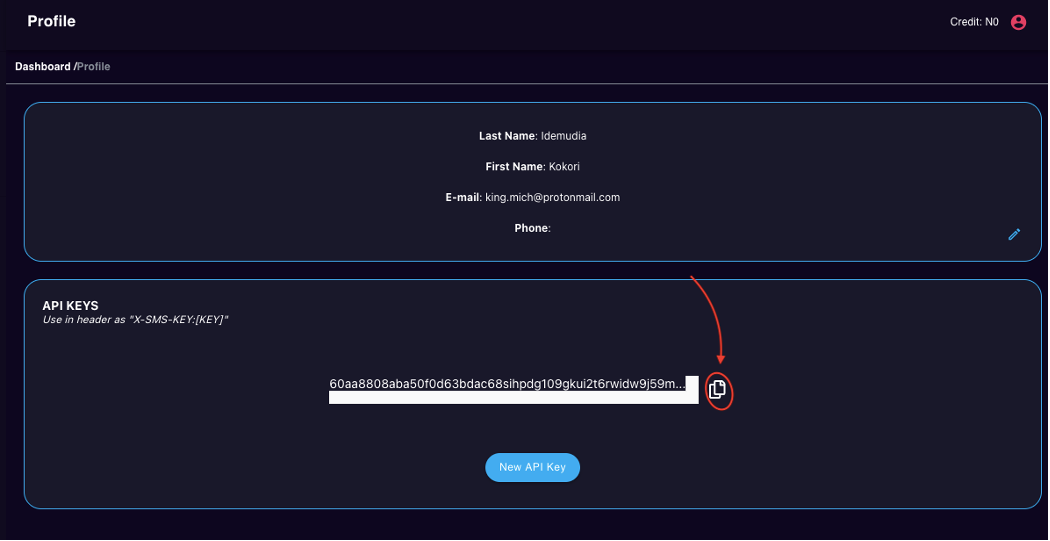 Profile
Credit: N0
Dashboard /Profile
Last Name: Idemudia
First Name: Kokori
E-mail: king.mich@protonmail.com
Phone:
API KEYS
Use in header as "X-SMS-KEY:[KEY]"
60aa8808aba50f0d63bdac68sihpdg109gkui2t6rwidw9j59m...
New API Key